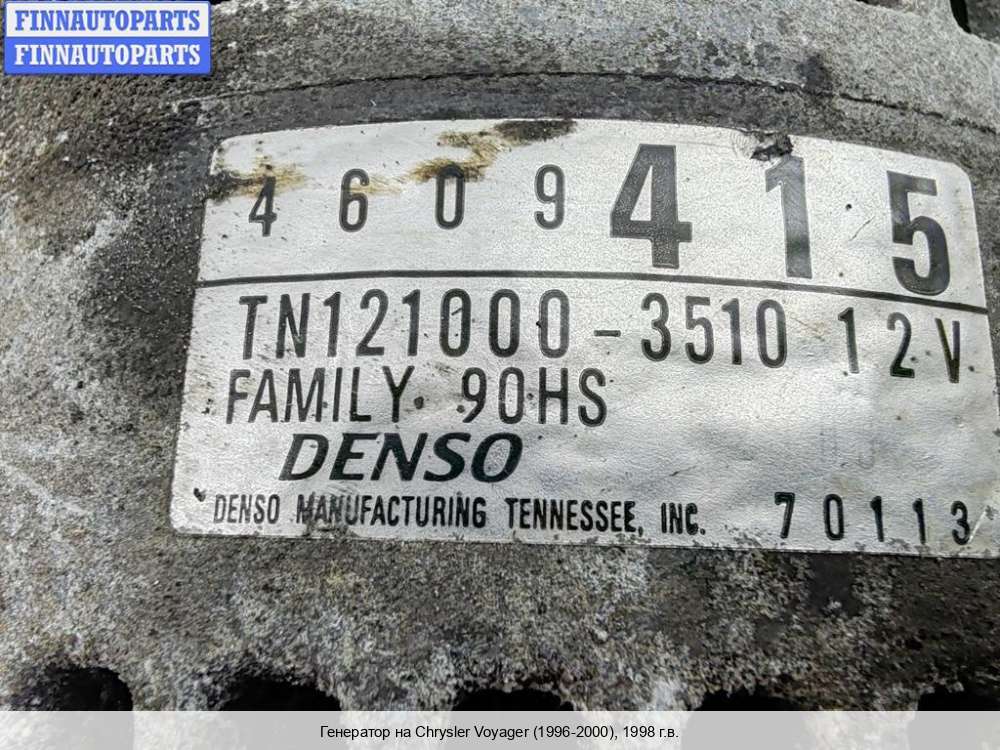 FINNAUTOPARTS
FINNAUTOPARTS
4609415
TN121000-3510 12V
FAMILY 90HS
DENSO
DENSO MANUFACTURING TENNESSEE, INC. 70113
Генератор на Chrysler Voyager (1996-2000), 1998 г.в.